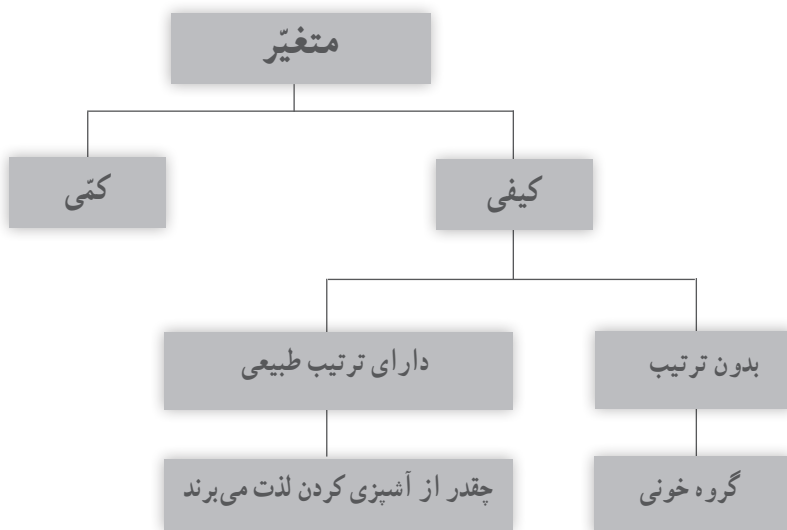 متغیّر
کیفی
کمّی
بدون ترتیب
دارای ترتیب طبیعی
گروه خونی
چقدر از آشپزی کردن لذت می‌برند